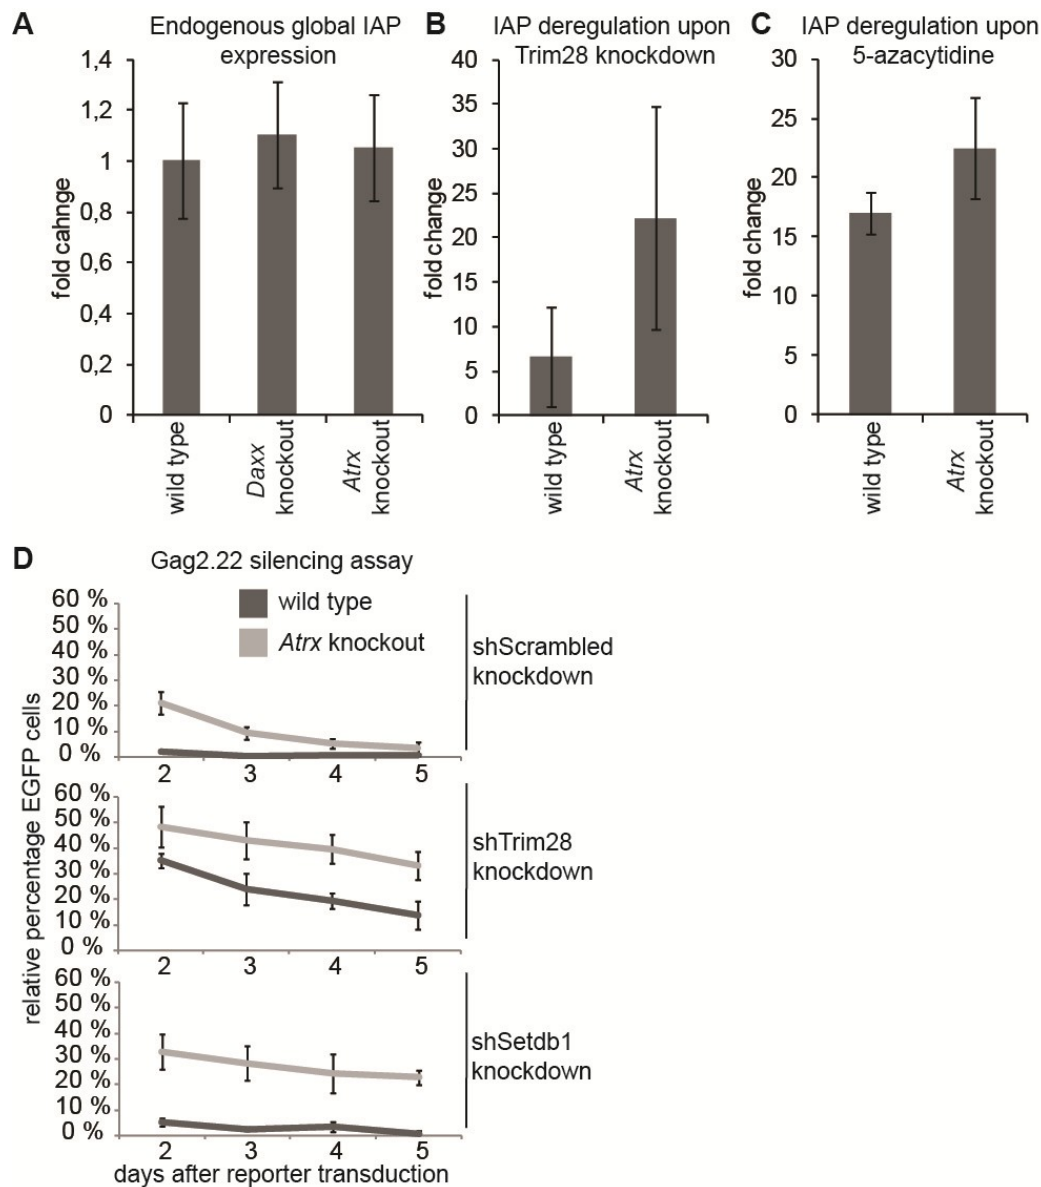 A
Endogenous global IAP
expression
fold cahnge
1,4
1,2
1
0,8
0,6
0,4
0,2
0
wild type
Daxx
knockout
Atrx
knockout
B
IAP deregulation upon
Trim28 knockdown
fold change
40
35
30
25
20
15
10
5
0
wild type
Atrx
knockout
C
IAP deregulation upon
5-azacytidine
fold change
30
25
20
15
10
5
0
wild type
Atrx
knockout
D
Gag2.22 silencing assay
wild type
Atrx knockout
relative percentage EGFP cells
60 %
50 %
40 %
30 %
20 %
10 %
0 %
2 3 4 5
shScrambled
knockdown
60 %
50 %
40 %
30 %
20 %
10 %
0 %
2 3 4 5
shTrim28
knockdown
60 %
50 %
40 %
30 %
20 %
10 %
0 %
2 3 4 5
shSetdb1
knockdown
days after reporter transduction